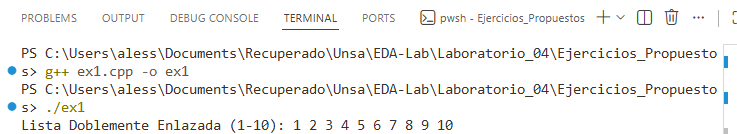 PROBLEMS OUTPUT DEBUG CONSOLE TERMINAL PORTS pwsh - Ejercicios_Propuestos
PS C:\Users\aless\Documents\Recuperado\Unsa\EDA-Lab\Laboratorio_04\Ejercicios_Propuesto
s> g++ ex1.cpp -o ex1
PS C:\Users\aless\Documents\Recuperado\Unsa\EDA-Lab\Laboratorio_04\Ejercicios_Propuesto
s> ./ex1
Lista Doblemente Enlazada (1-10): 1 2 3 4 5 6 7 8 9 10